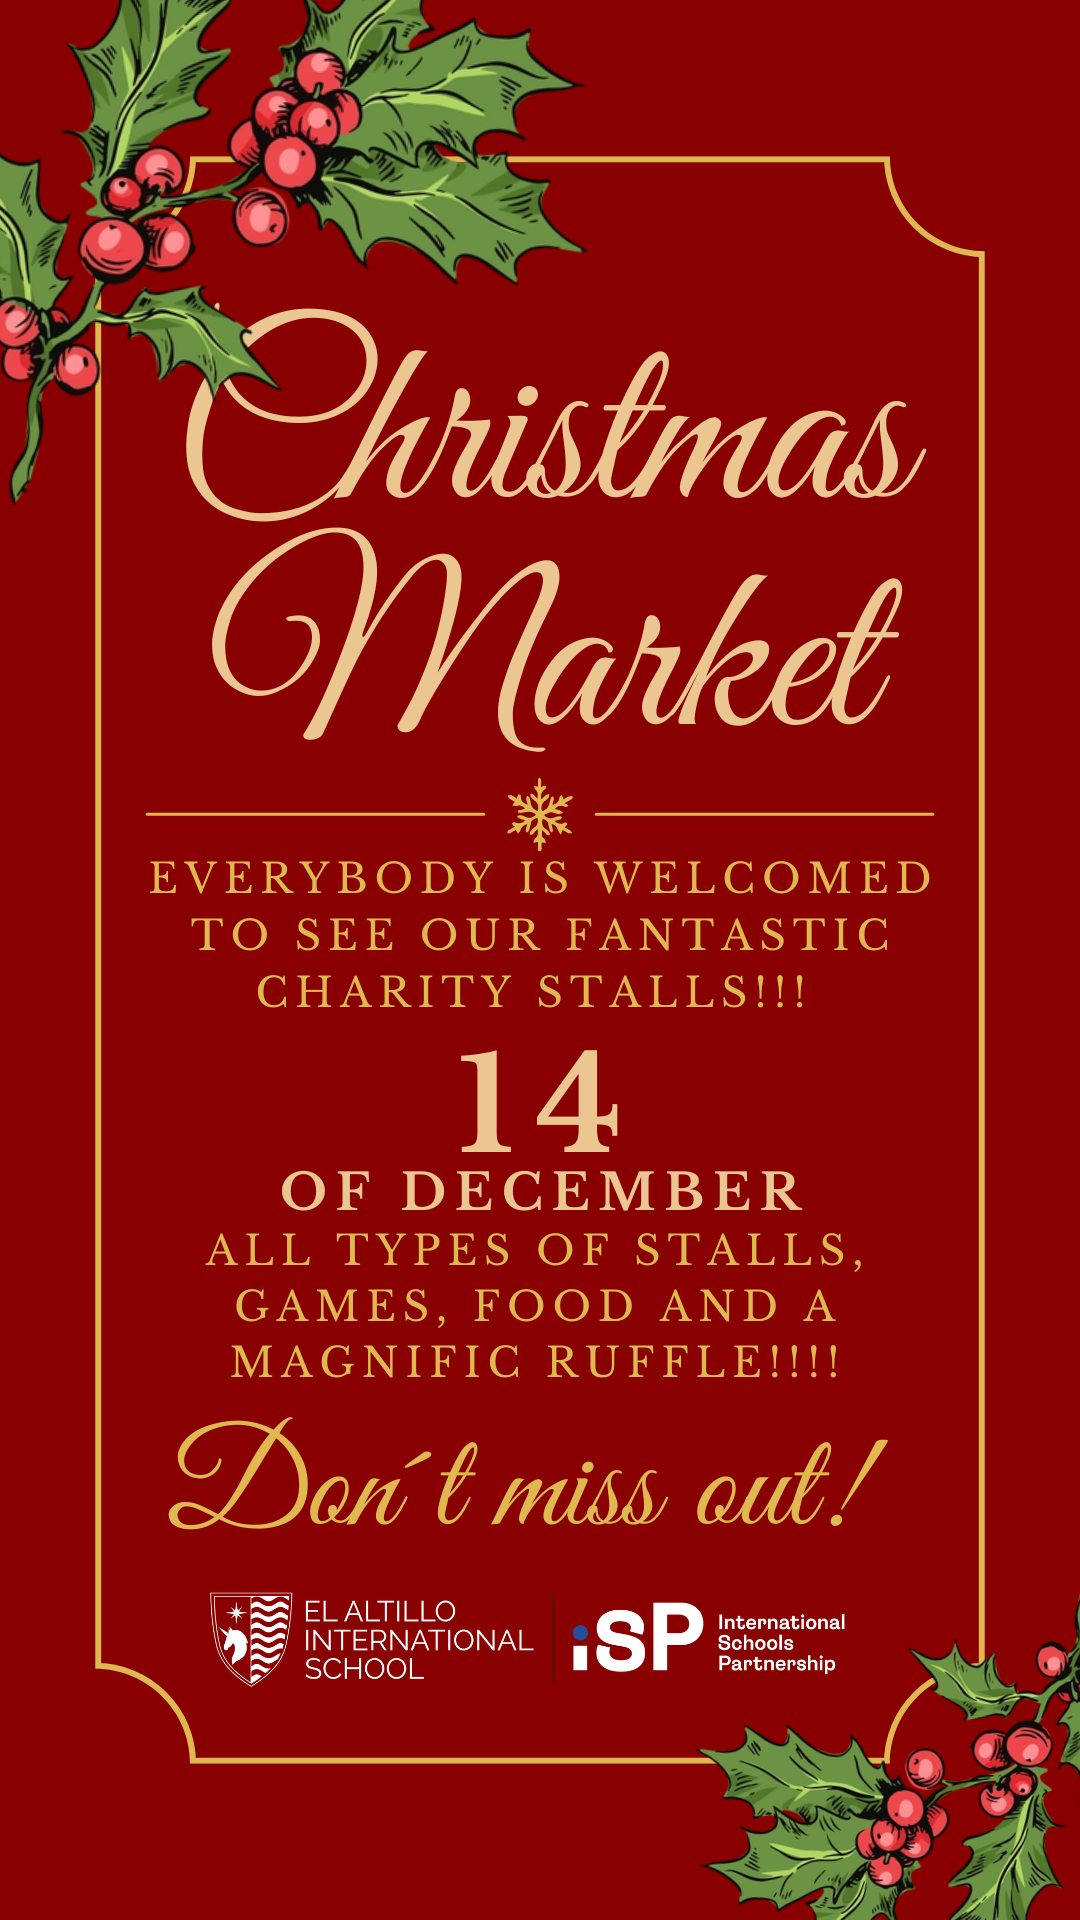 Christmas
Market
EVERYBODY IS WELCOMED
TO SEE OUR FANTASTIC
CHARITY STALLS!!!
14
OF DECEMBER
ALL TYPES OF STALLS,
GAMES, FOOD AND A
MAGNIFIC RUFFLE!!!!
Don´t miss out!
EL ALTILLO
INTERNATIONAL
SCHOOL
iSP
International
Schools
Partnership